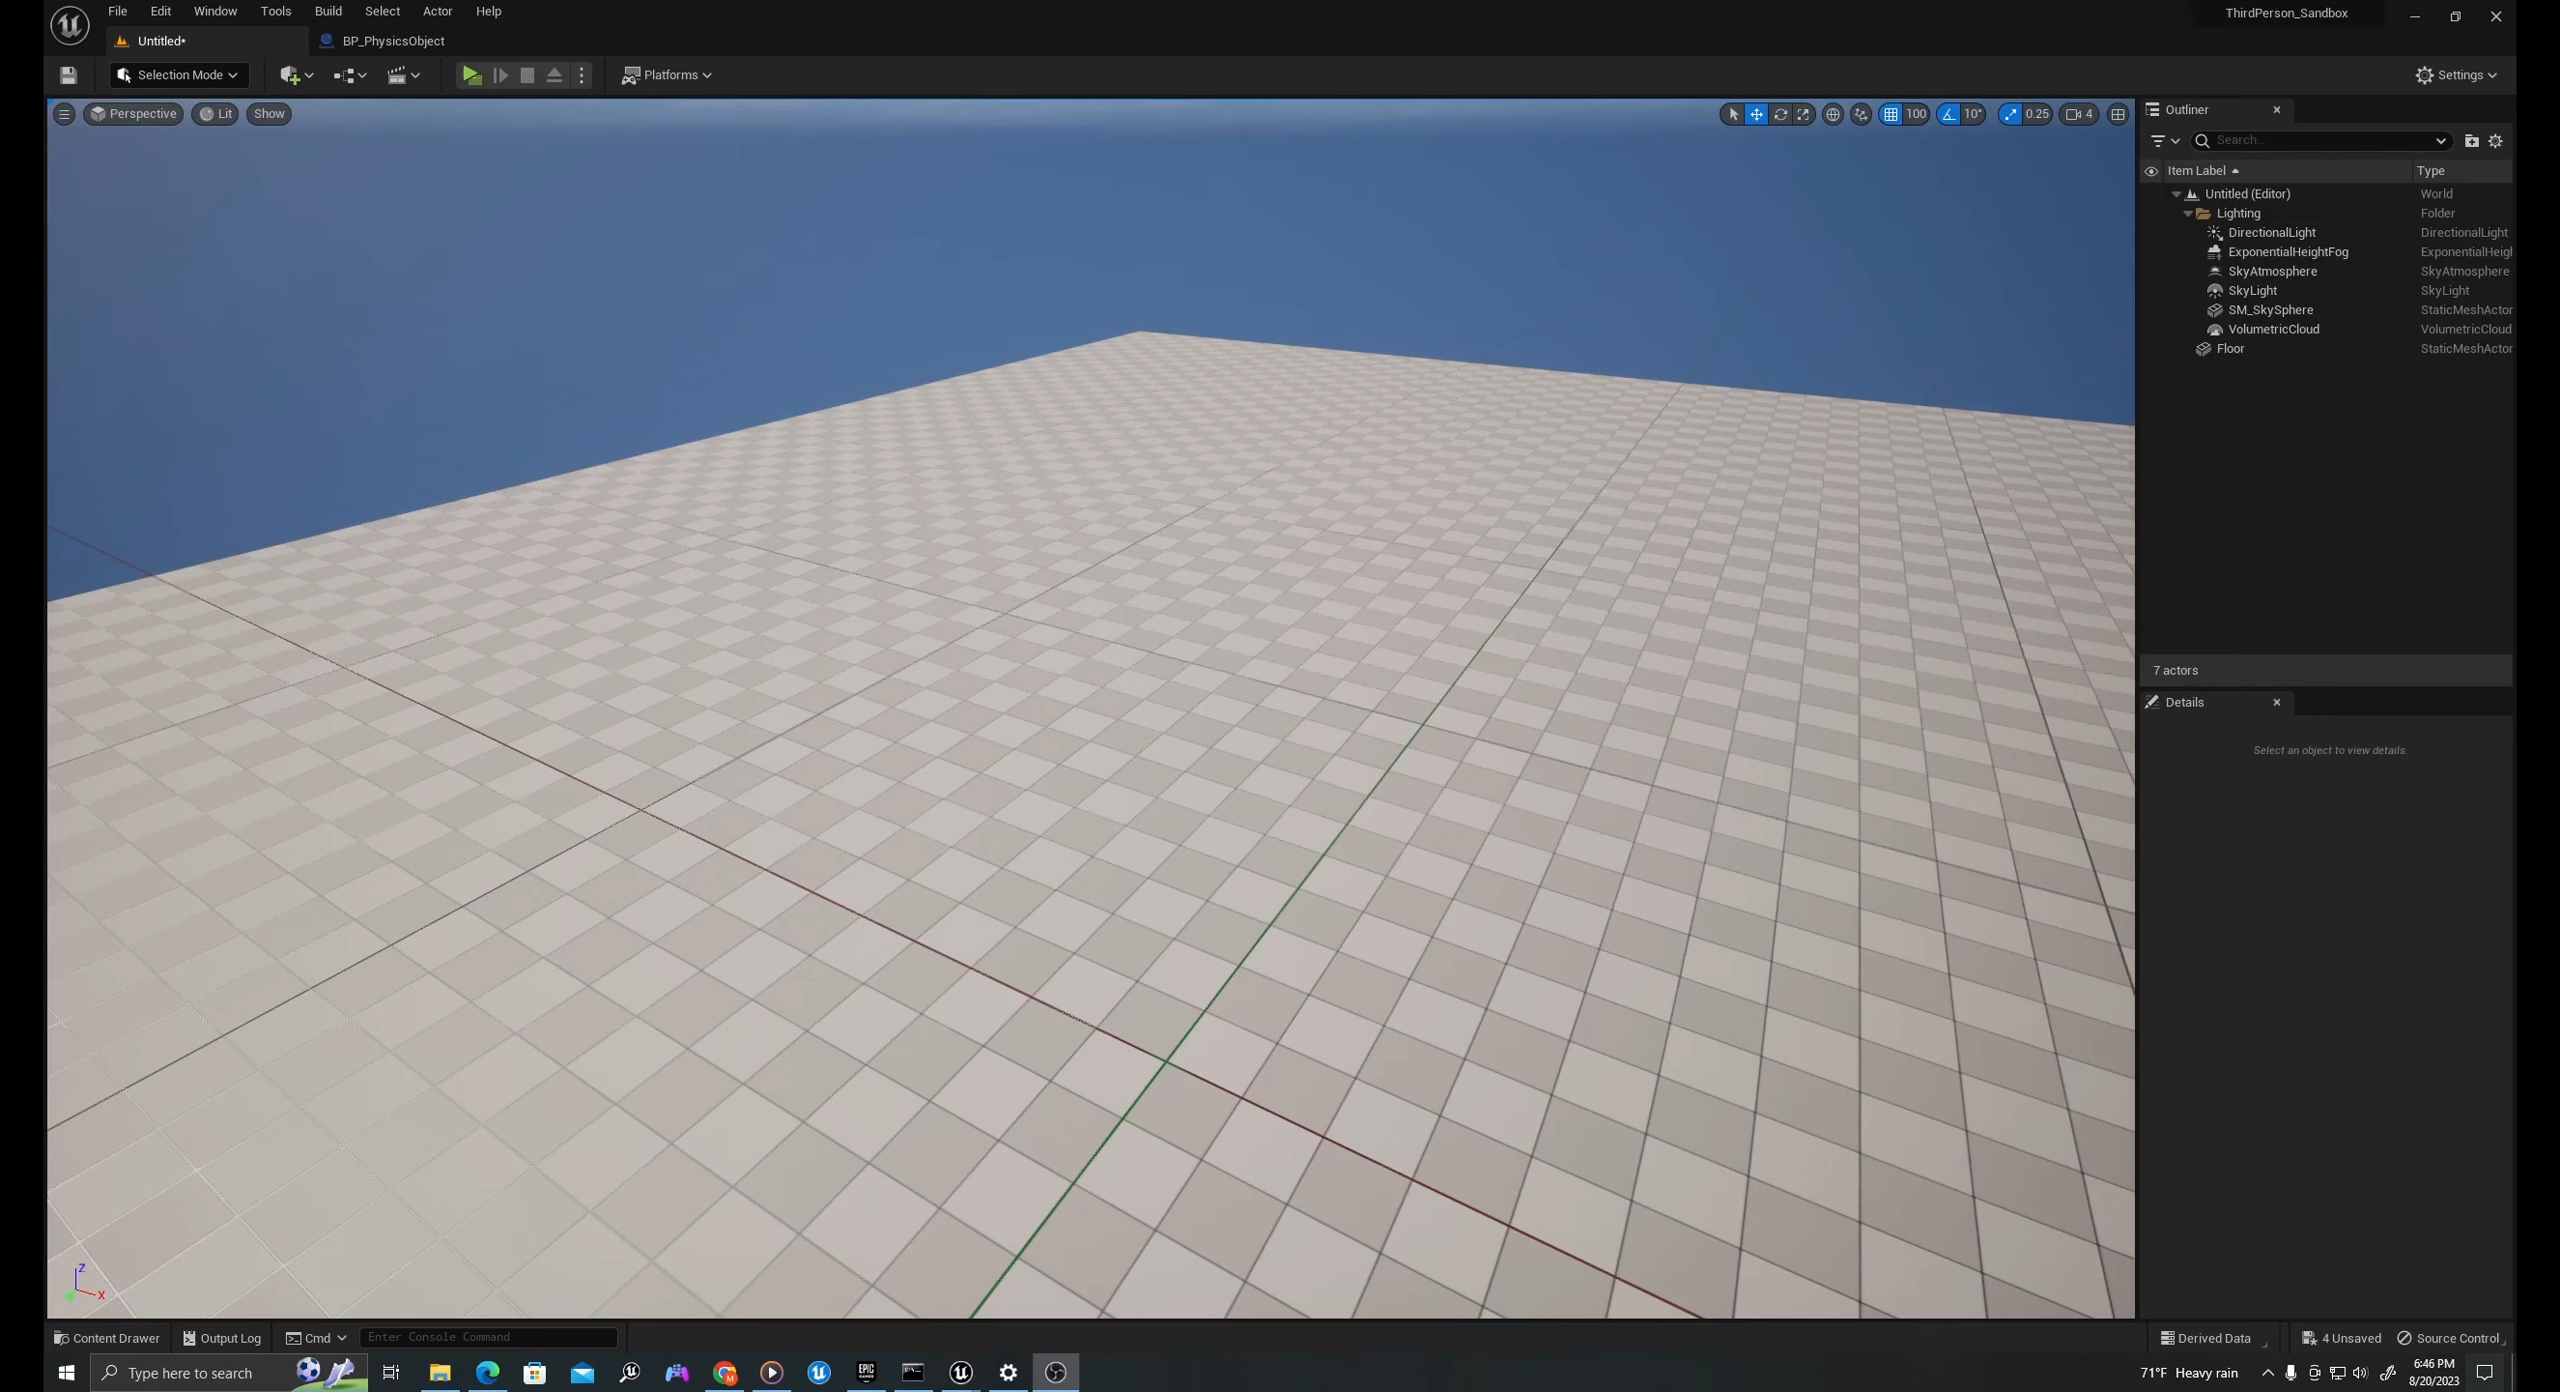 File Edit Window Tools Build Select Actor Help
ThirdPerson_Sandbox
Untitled*
BP_PhysicsObject
Selection Mode
Platforms
Settings
Perspective
Lit
Show
100
10°
0.25
4
Outliner
Search...
Item Label
Type
Untitled (Editor) World
Lighting Folder
DirectionalLight DirectionalLight
ExponentialHeightFog ExponentialHeigh
SkyAtmosphere SkyAtmosphere
SkyLight SkyLight
SM_SkySphere StaticMeshActor
VolumetricCloud VolumetricCloud
Floor StaticMeshActor
7 actors
Details
Select an object to view details.
Z
X
Content Drawer
Output Log
Cmd
Enter Console Command
Derived Data
4 Unsaved
Source Control
Type here to search
EPIC
GAMES
M
71°F Heavy rain
6:46 PM
8/20/2023